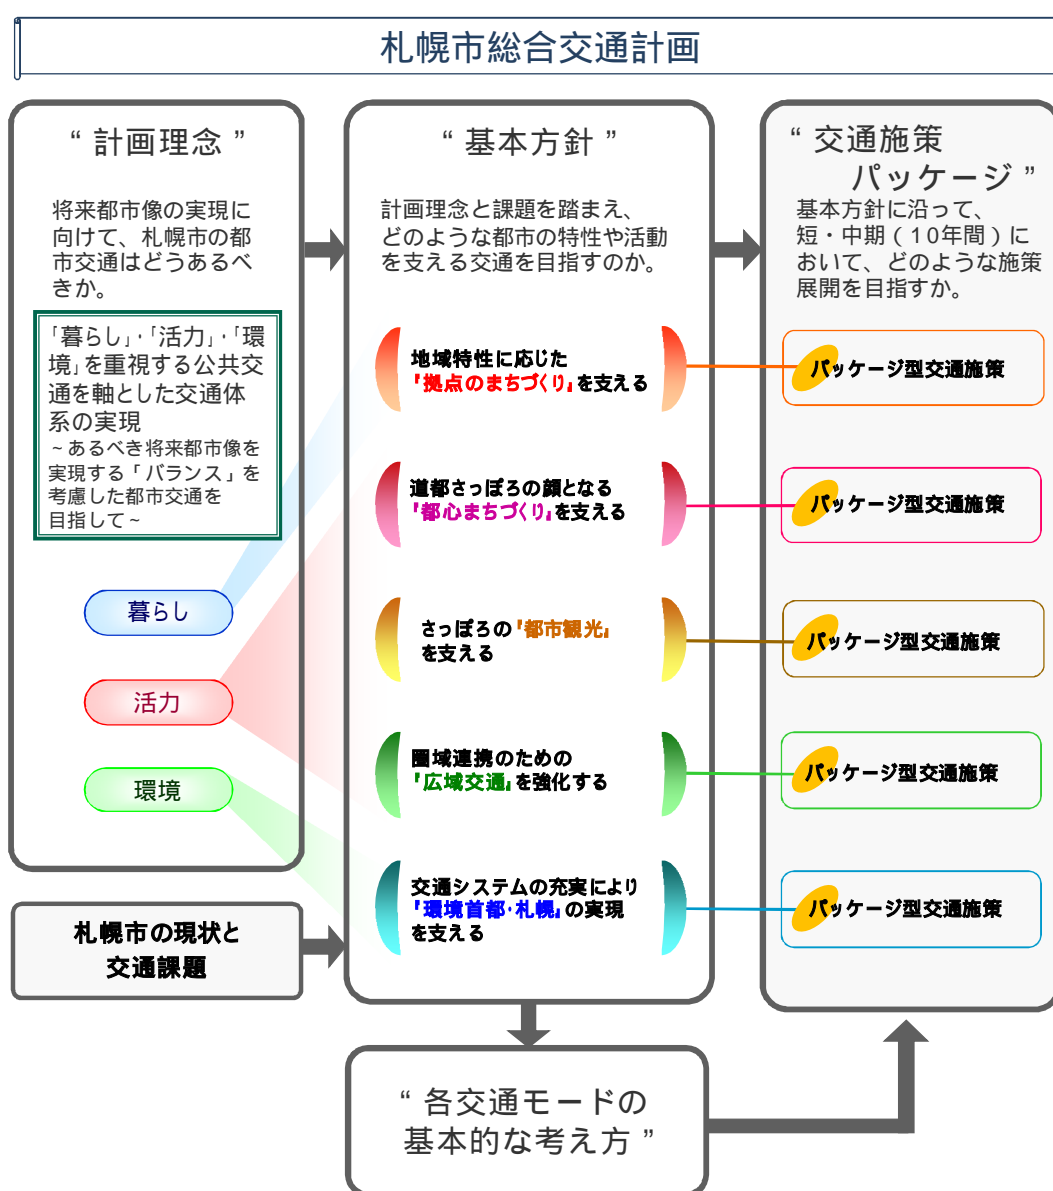 札幌市総合交通計画
“ 計画理念 ”
将来都市像の実現に
向けて、札幌市の都
市交通はどうあるべ
きか。
「暮らし」・「活力」・「環
境」を重視する公共交
通を軸とした交通体
系の実現
~あるべき将来都市像を
実現する「バランス」を
考慮した都市交通を
目指して~
暮らし
活力
環境
札幌市の現状と
交通課題
“ 基本方針 ”
計画理念と課題を踏まえ、
どのような都市の特性や活動
を支える交通を目指すのか。
地域特性に応じた
『拠点のまちづくり』を支える
道都さっぽろの顔となる
『都心まちづくり』を支える
さっぽろの『都市観光』
を支える
圏域連携のための
『広域交通』を強化する
交通システムの充実により
『環境首都・札幌』の実現
を支える
“ 交通施策
パッケージ ”
基本方針に沿って、
短・中期(10年間)に
おいて、どのような施策
展開を目指すか。
パッケージ型交通施策
パッケージ型交通施策
パッケージ型交通施策
パッケージ型交通施策
パッケージ型交通施策
“ 各交通モードの
基本的な考え方 ”